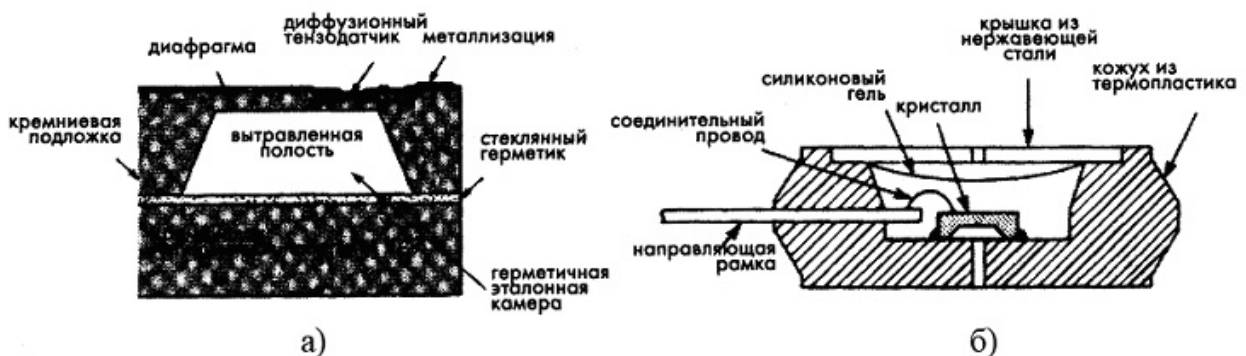 диафрагма
диффузионный
тензодатчик
металлизация
кремниевая
подложка
вытравленная
полость
стеклянный
герметик
герметичная
эталонная
камера
а)
крышка из
нержавеющей
стали
силиконовый
гель
кожух из
термопластика
кристалл
соединительный
провод
направляющая
рамка
б)